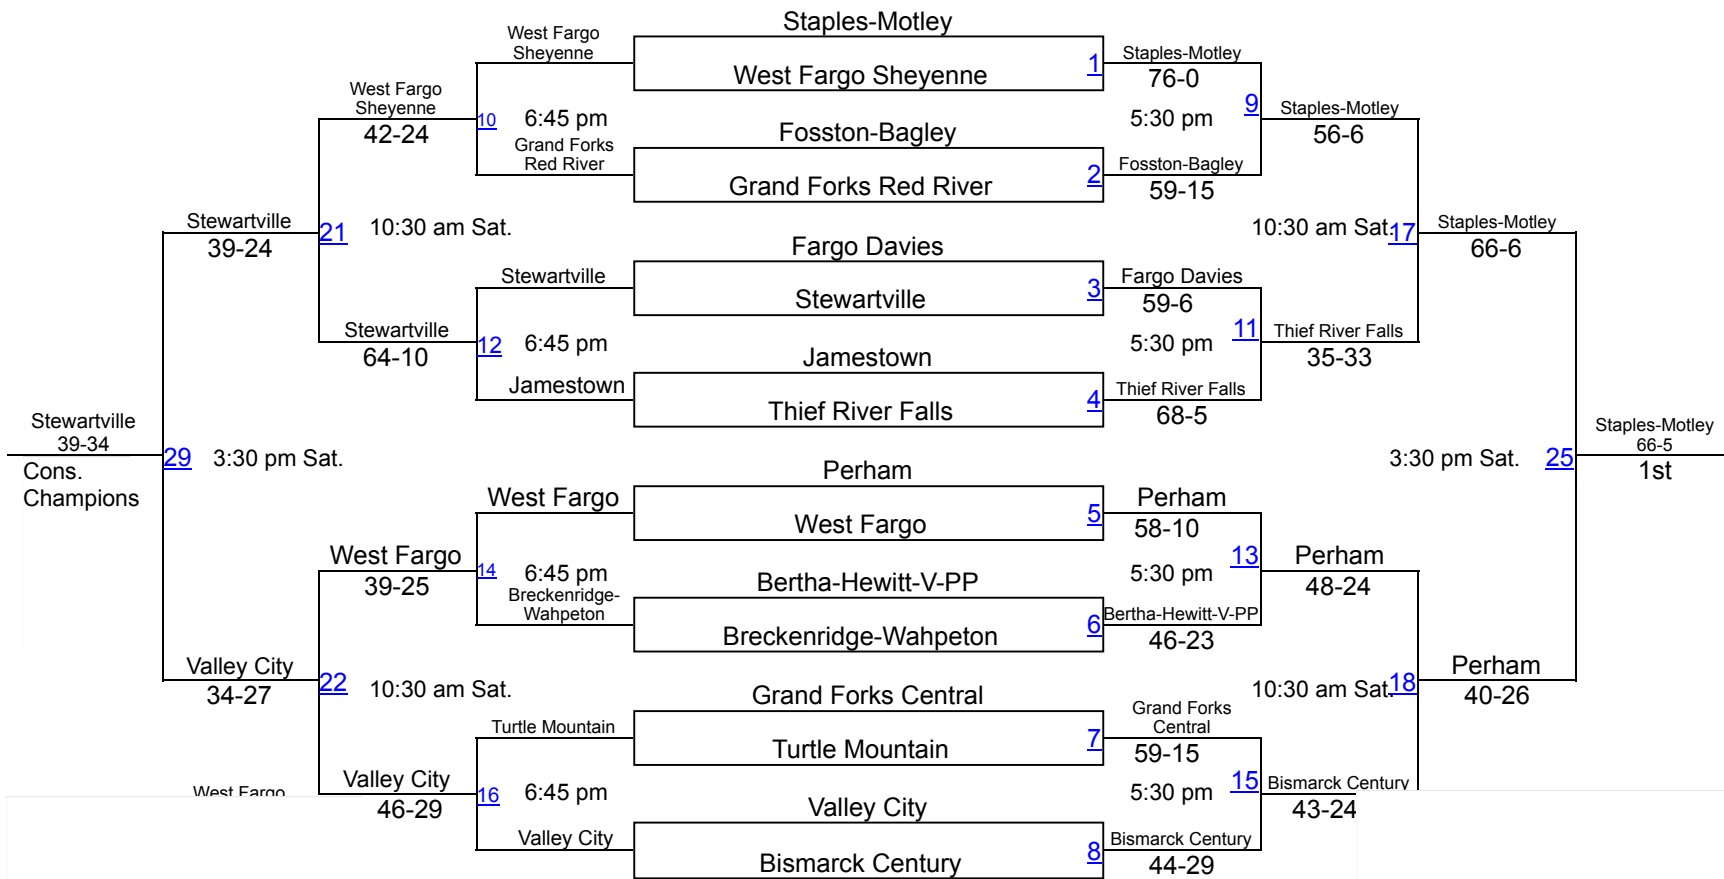 Staples-Motley
West Fargo
Sheyenne
West Fargo Sheyenne
1
Staples-Motley
76-0
West Fargo
Sheyenne
42-24
10
6:45 pm
Fosston-Bagley
5:30 pm
9
Staples-Motley
56-6
Grand Forks
Red River
Grand Forks Red River
2
Fosston-Bagley
59-15
Stewartville
39-24
21
10:30 am Sat.
Fargo Davies
10:30 am Sat.
17
Staples-Motley
66-6
Stewartville
Stewartville
3
Fargo Davies
59-6
Stewartville
64-10
12
6:45 pm
Jamestown
5:30 pm
11
Thief River Falls
35-33
Jamestown
Thief River Falls
4
Thief River Falls
68-5
Stewartville
39-34
Cons.
Champions
29
3:30 pm Sat.
Perham
3:30 pm Sat.
25
Staples-Motley
66-5
1st
West Fargo
West Fargo
5
Perham
58-10
West Fargo
39-25
14
6:45 pm
Bertha-Hewitt-V-PP
5:30 pm
13
Perham
48-24
Breckenridge-
Wahpeton
Breckenridge-Wahpeton
6
Bertha-Hewitt-V-PP
46-23
Valley City
34-27
22
10:30 am Sat.
Grand Forks Central
10:30 am Sat.
18
Perham
40-26
Turtle Mountain
Turtle Mountain
7
Grand Forks
Central
59-15
West Fargo
Valley City
46-29
16
6:45 pm
Valley City
5:30 pm
15
Bismarck Century
43-24
Valley City
Bismarck Century
8
Bismarck Century
44-29